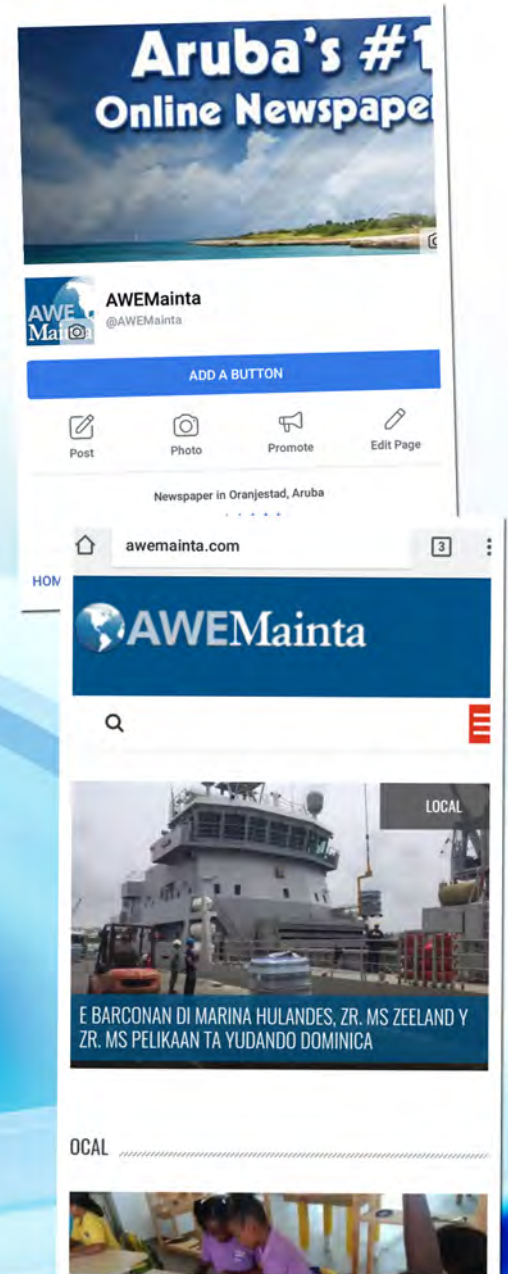 Aruba's #1
Online Newspaper
AWE
Mainta
AWEMainta
@AWEMainta
ADD A BUTTON
Post
Photo
Promote
Edit Page
Newspaper in Oranjestad, Aruba
HOM
awemainta.com
3
AWEMainta
LOCAL
E BARCONAN DI MARINA HULANDES, ZR. MS ZEELAND Y
ZR. MS PELIKAAN TA YUDANDO DOMINICA
OCAL